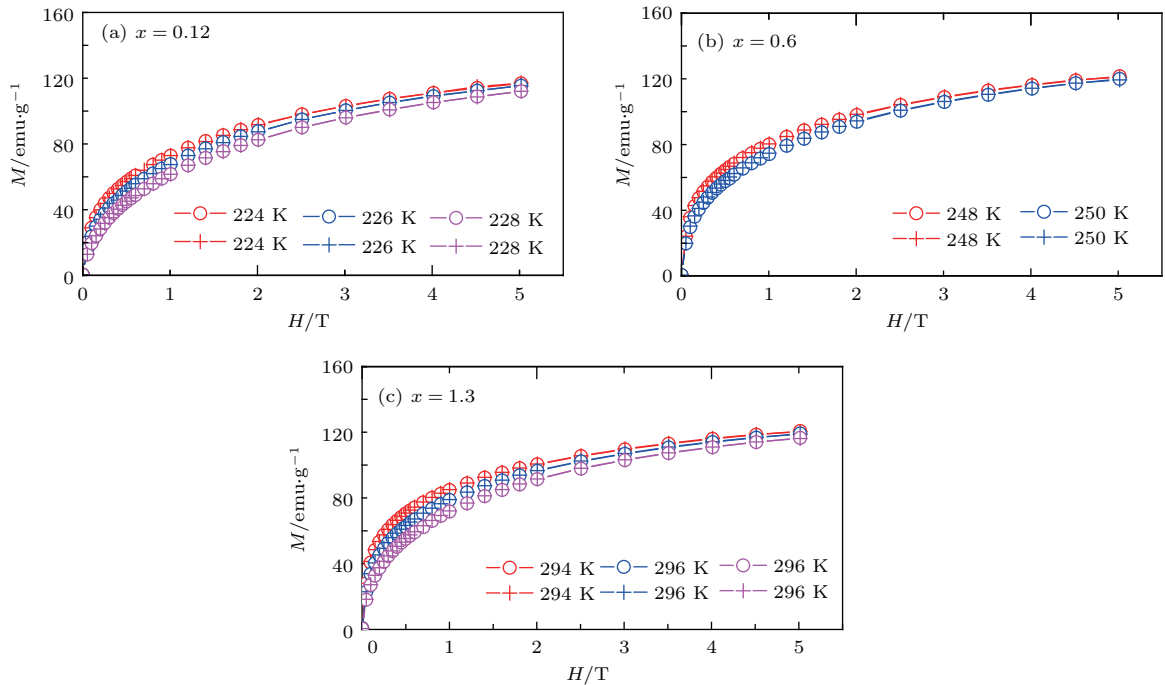 160
(a) x = 0.12
120
80
40
0
M/emu·g−1
224 K 226 K 228 K
224 K 226 K 228 K
0 1 2 3 4 5
H/T
160
(b) x = 0.6
120
80
40
0
M/emu·g−1
248 K 250 K
248 K 250 K
0 1 2 3 4 5
H/T
160
(c) x = 1.3
120
80
40
0
M/emu·g−1
294 K 296 K 296 K
294 K 296 K 296 K
0 1 2 3 4 5
H/T